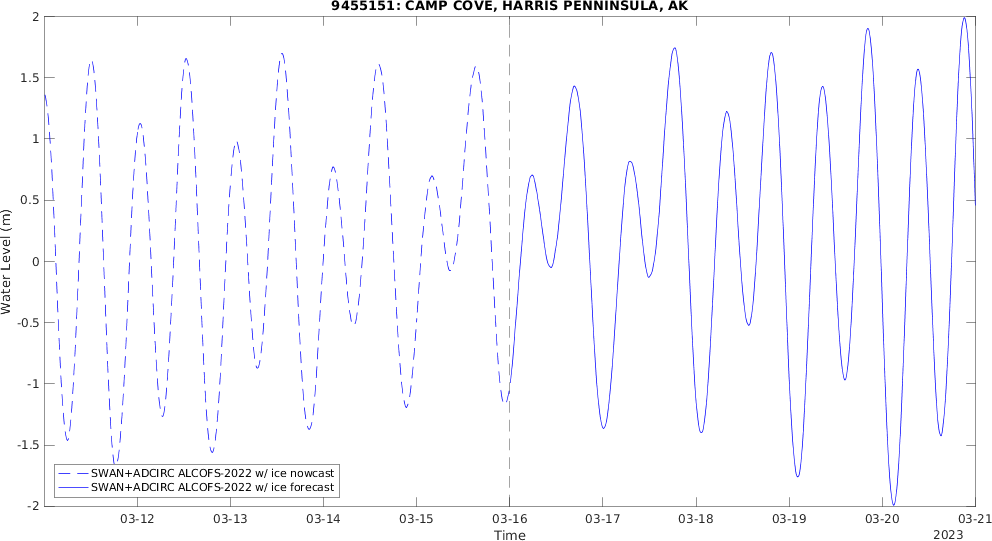 9455151: CAMP COVE, HARRIS PENNINSULA, AK
2
1.5
1
0.5
0
-0.5
-1
-1.5
-2
Water Level (m)
SWAN+ADCIRC ALCOFS-2022 w/ ice nowcast
SWAN+ADCIRC ALCOFS-2022 w/ ice forecast
03-12 03-13 03-14 03-15 03-16 03-17 03-18 03-19 03-20 03-21
Time
2023